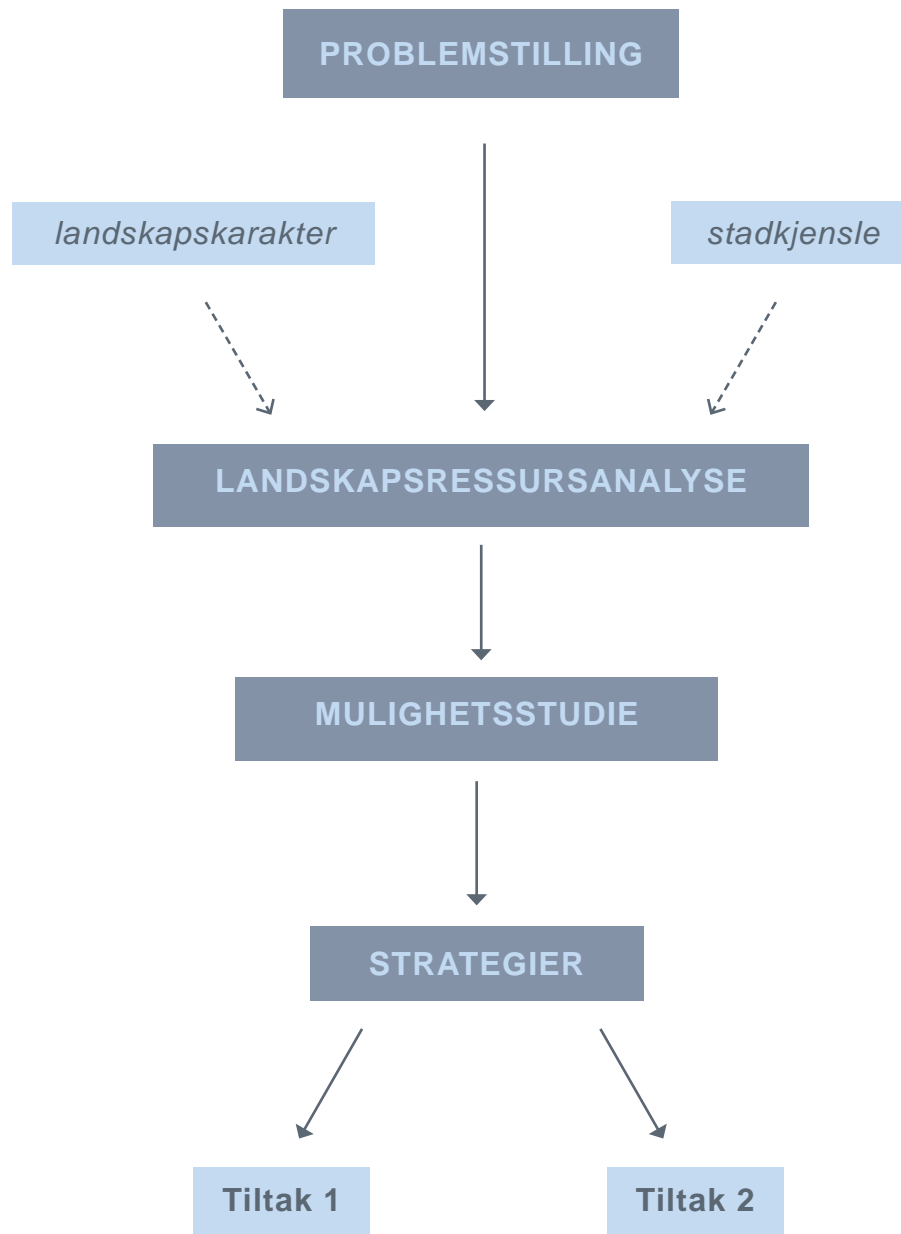 PROBLEMSTILLING
landskapskarakter
stadkjensle
LANDSKAPSRESSURSANALYSE
MULIGHETSSTUDIE
STRATEGIER
Tiltak 1
Tiltak 2